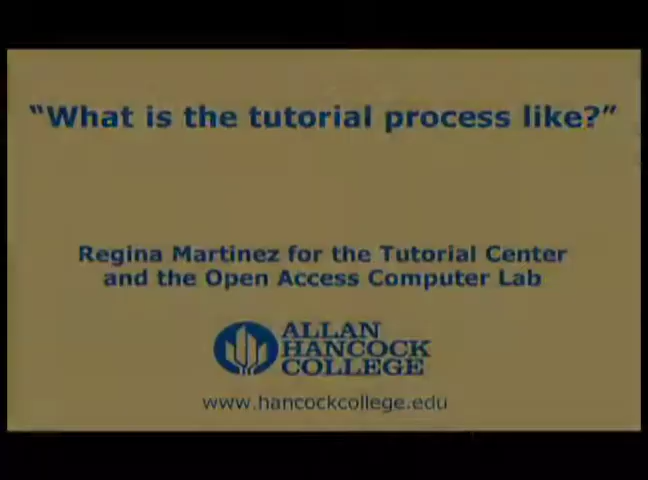 “What is the tutorial process like?”
Regina Martinez for the Tutorial Center
and the Open Access Computer Lab
ALLAN
HANCOCK
COLLEGE
www.hancockcollege.edu